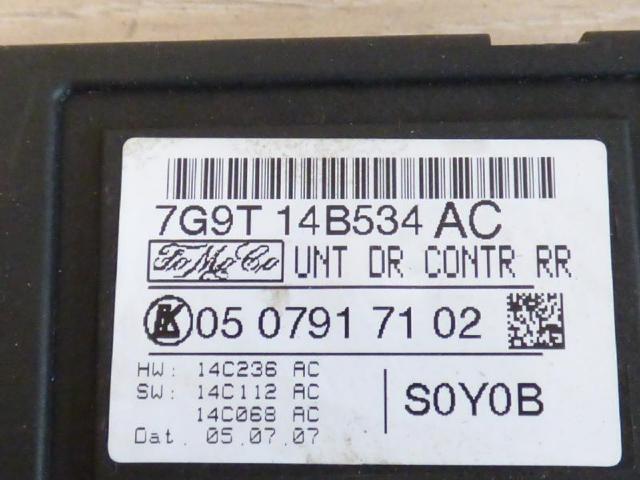 7G9T 14B534 AC
FoMoCo UNT DR CONTR RR
K 05 0791 71 02
HW: 14C236 AC
SW: 14C112 AC
14C068 AC
Dat. 05.07.07
S0Y0B